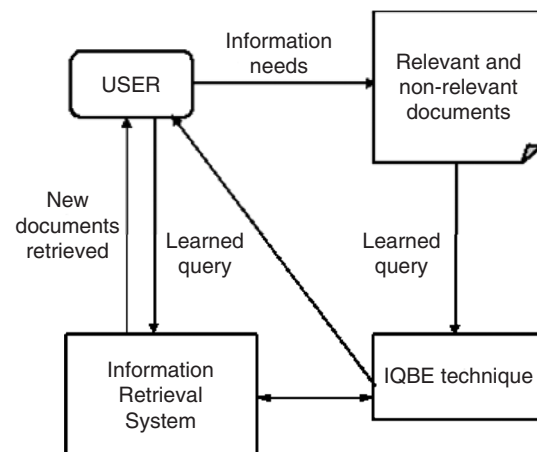 Information
needs
USER
Relevant and
non-relevant
documents
New
documents
retrieved
Learned
query
Learned
query
Information
Retrieval
System
IQBE technique